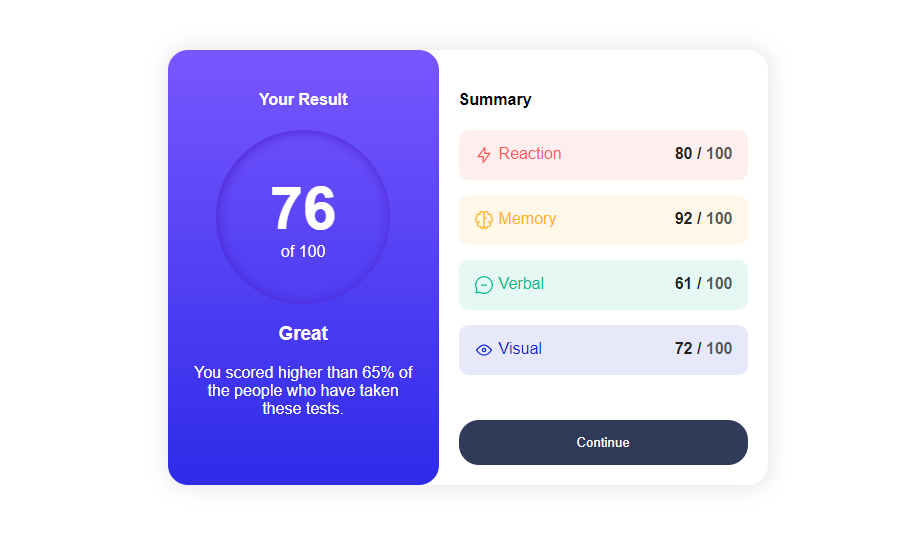 Your Result
76
of 100
Great
You scored higher than 65% of
the people who have taken
these tests.
Summary
Reaction 80 / 100
Memory 92 / 100
Verbal 61 / 100
Visual 72 / 100
Continue